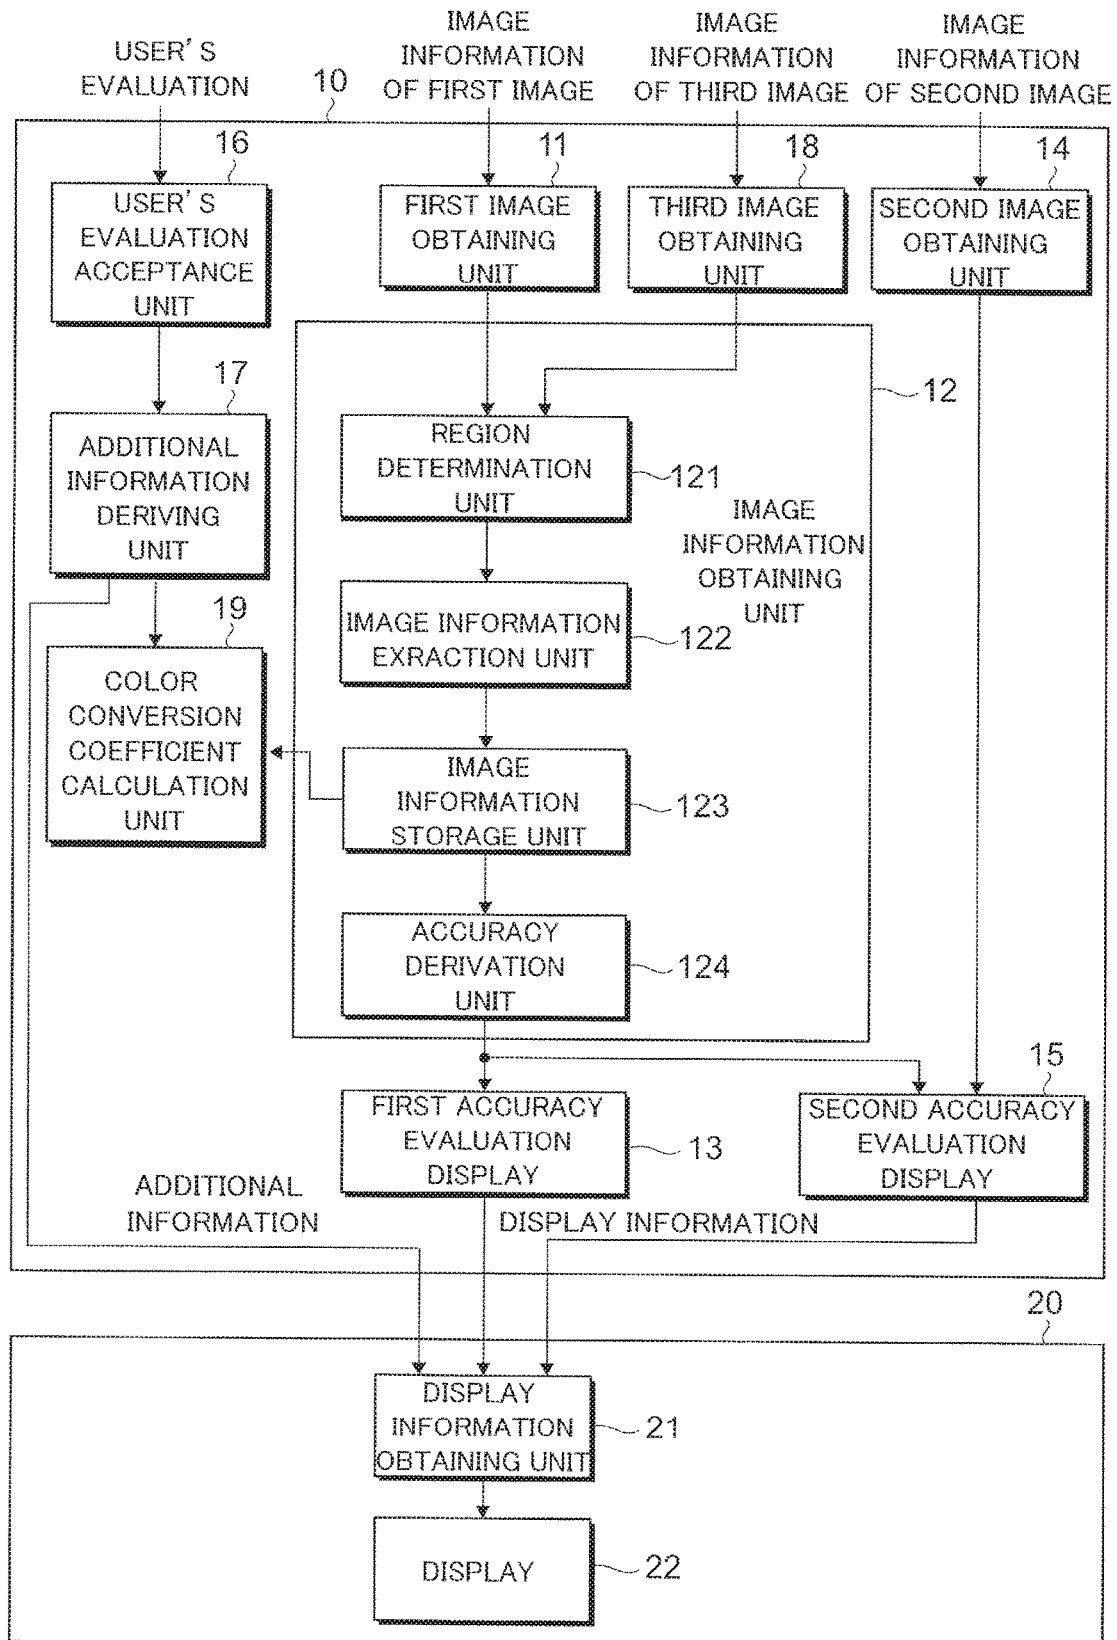 USER'S
EVALUATION
IMAGE
INFORMATION
OF FIRST IMAGE
IMAGE
INFORMATION
OF THIRD IMAGE
IMAGE
INFORMATION
OF SECOND IMAGE
10
16
USER'S
EVALUATION
ACCEPTANCE
UNIT
11
FIRST IMAGE
OBTAINING
UNIT
18
THIRD IMAGE
OBTAINING
UNIT
14
SECOND IMAGE
OBTAINING
UNIT
17
ADDITIONAL
INFORMATION
DERIVING
UNIT
12
REGION
DETERMINATION
UNIT
121
IMAGE
INFORMATION
OBTAINING
UNIT
IMAGE INFORMATION
EXRACTION UNIT
122
19
COLOR
CONVERSION
COEFFICIENT
CALCULATION
UNIT
IMAGE
INFORMATION
STORAGE UNIT
123
ACCURACY
DERIVATION
UNIT
124
FIRST ACCURACY
EVALUATION
DISPLAY
13
15
SECOND ACCURACY
EVALUATION
DISPLAY
ADDITIONAL
INFORMATION
DISPLAY INFORMATION
20
DISPLAY
INFORMATION
OBTAINING UNIT
21
DISPLAY
22